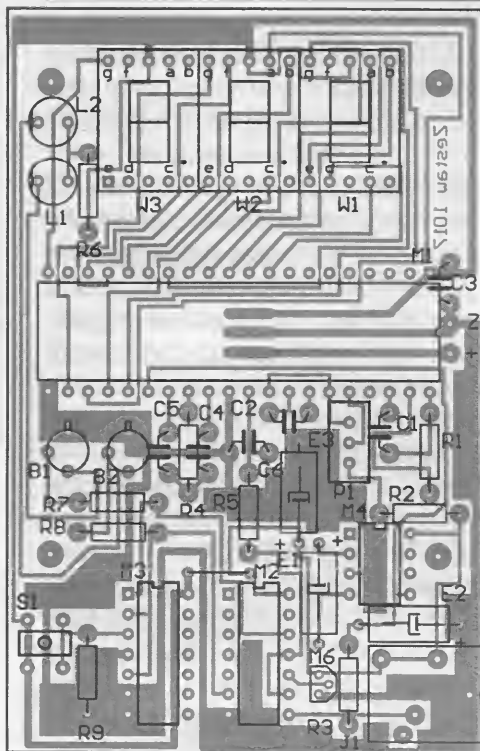 g f a b g f a b g f a b
L2
Zestaw 1017
e d c e d c e d c
L1
W3 W2 W1
R6
M1
C3
Z
+
C5 C4 C2 E3 C1 R1
B1 B2 C6 P1
R4
R7 R5 R2
R8 M4
+ +
M3 M2 E1
S1 E2
+
M6
R9 R3 J1